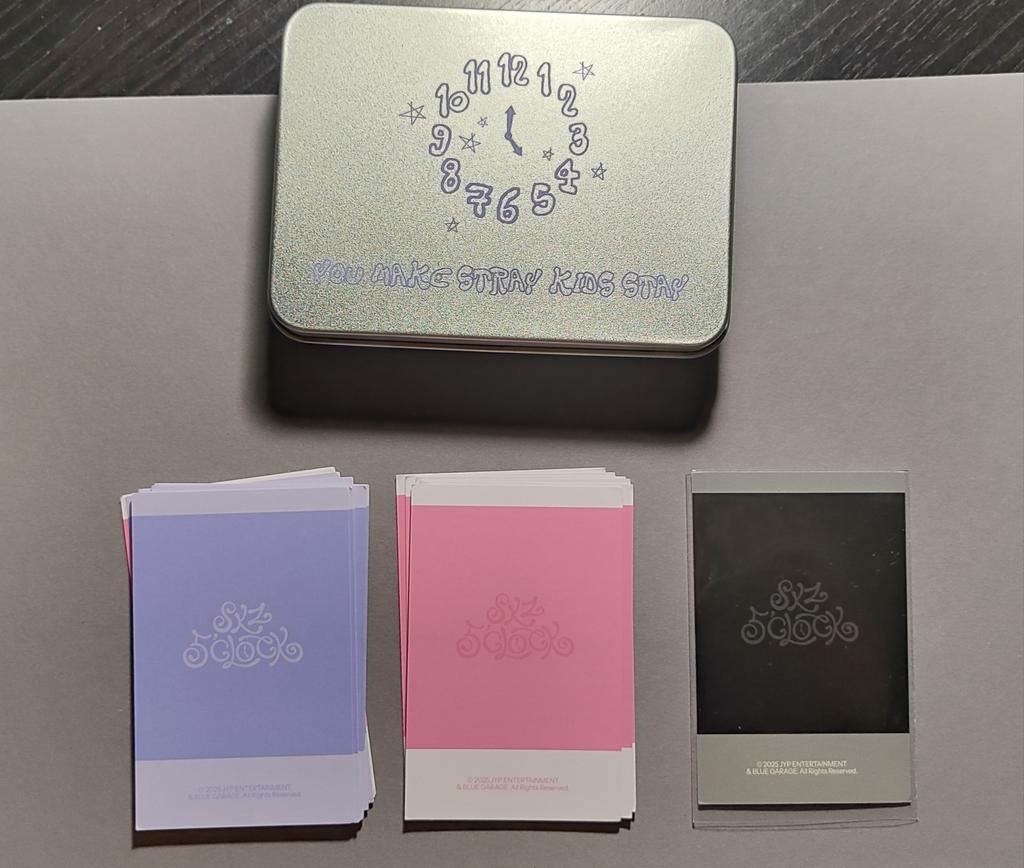 11 12 1
10 2
9 3
8 4
7 6 5
YOU MAKE STRAY KIDS STAY
SKZ
5'CLOCK
© 2025 JYP ENTERTAINMENT
& BLUE GARAGE. All Rights Reserved.
SKZ
5'CLOCK
© 2025 JYP ENTERTAINMENT
& BLUE GARAGE. All Rights Reserved.
SKZ
5'CLOCK
© 2025 JYP ENTERTAINMENT
& BLUE GARAGE. All Rights Reserved.